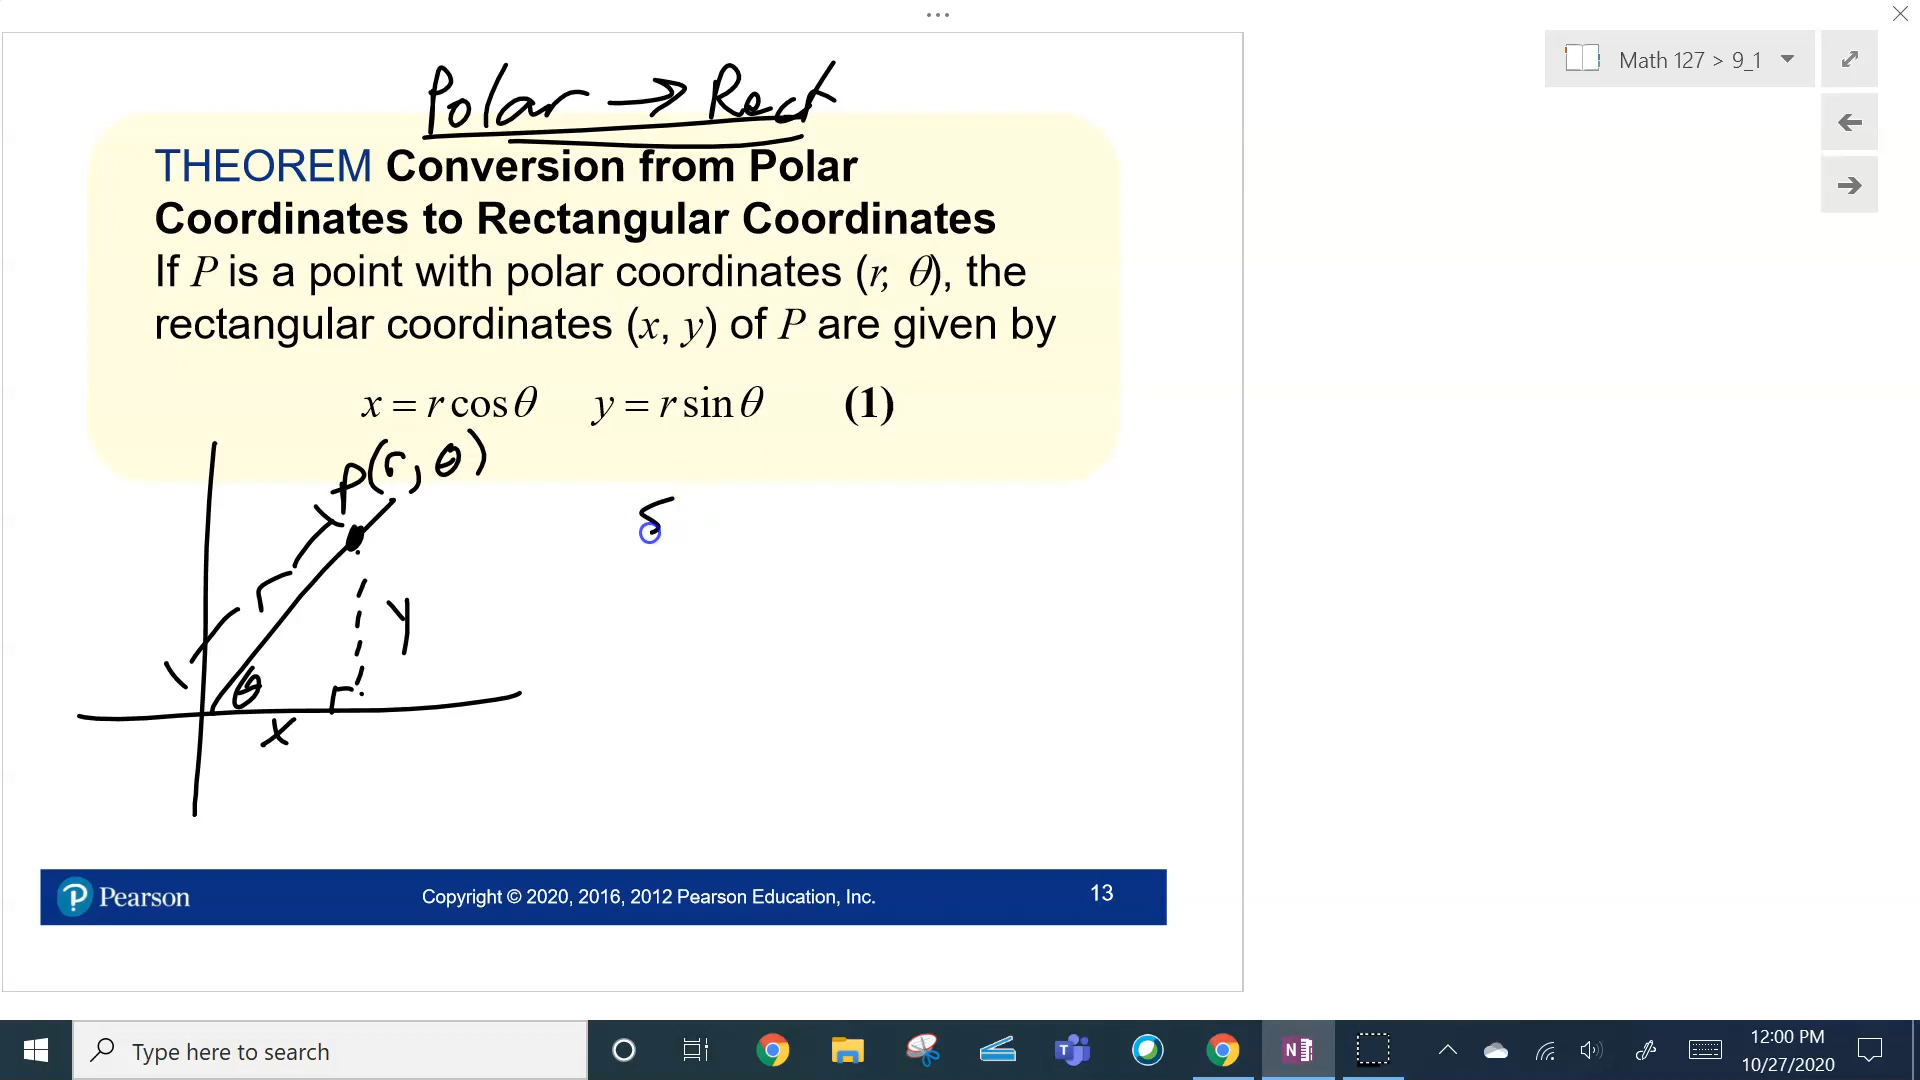 ...
Math 127 > 9_1
Polar → Rect
THEOREM Conversion from Polar
Coordinates to Rectangular Coordinates
If P is a point with polar coordinates (r, θ), the
rectangular coordinates (x, y) of P are given by
x = r cos θ y = r sin θ (1)
P(r, θ)
r
y
θ
x
Pearson
Copyright © 2020, 2016, 2012 Pearson Education, Inc.
13
Type here to search
12:00 PM
10/27/2020